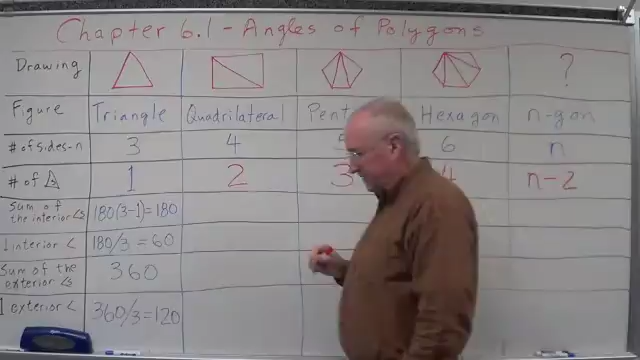 Chapter 6.1 - Angles of Polygons
Drawing ?
Figure Triangle Quadrilateral Hexagon n-gon
# of sides-n 3 4 6 n
# of 1 2 3 4 n-2
Sum of the interior ∠s 180(3-1)=180
1 interior < 180/3 = 60
Sum of the exterior ∠s 360
1 exterior < 360/3=120